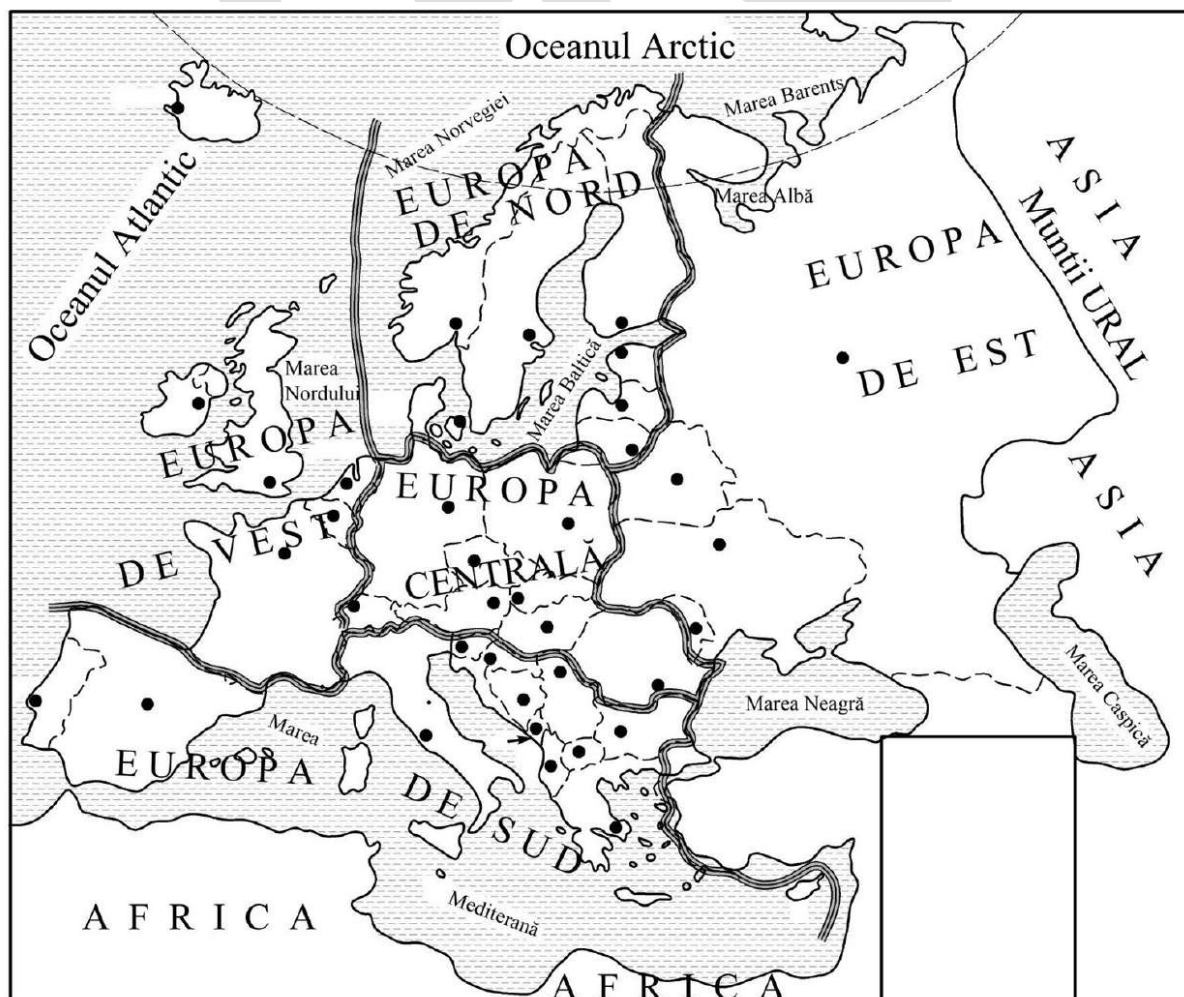 Oceanul Arctic
Marea Barents
Marea Norvegiei
ASIA
Oceanul Atlantic
EUROPA
DE NORD
Marea Albă
Muntii URAL
EUROPA
DE EST
Marea
Nordului
Marea Baltică
EUROPA
DE VEST
EUROPA
CENTRALĂ
ASIA
Marea Neagră
Marea Caspică
Marea
EUROPA
DE SUD
Mediterană
AFRICA
AFRICA